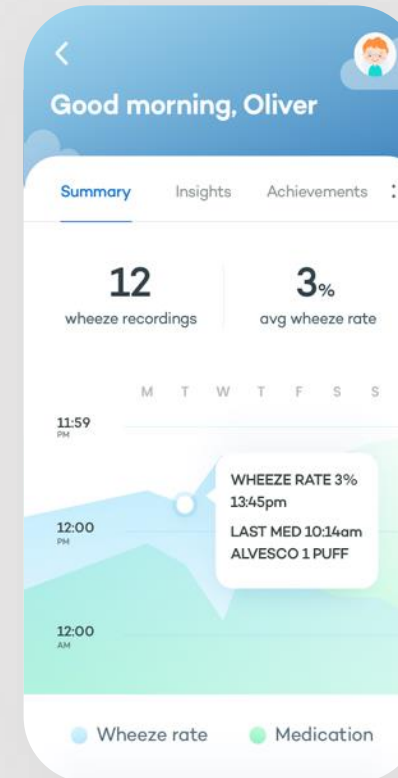 Good morning, Oliver
Summary Insights Achievements
12 3%
wheeze recordings avg wheeze rate
M T W T F S S
11:59
PM
WHEEZE RATE 3%
13:45pm
LAST MED 10:14am
ALVESCO 1 PUFF
12:00
PM
12:00
AM
Wheeze rate Medication